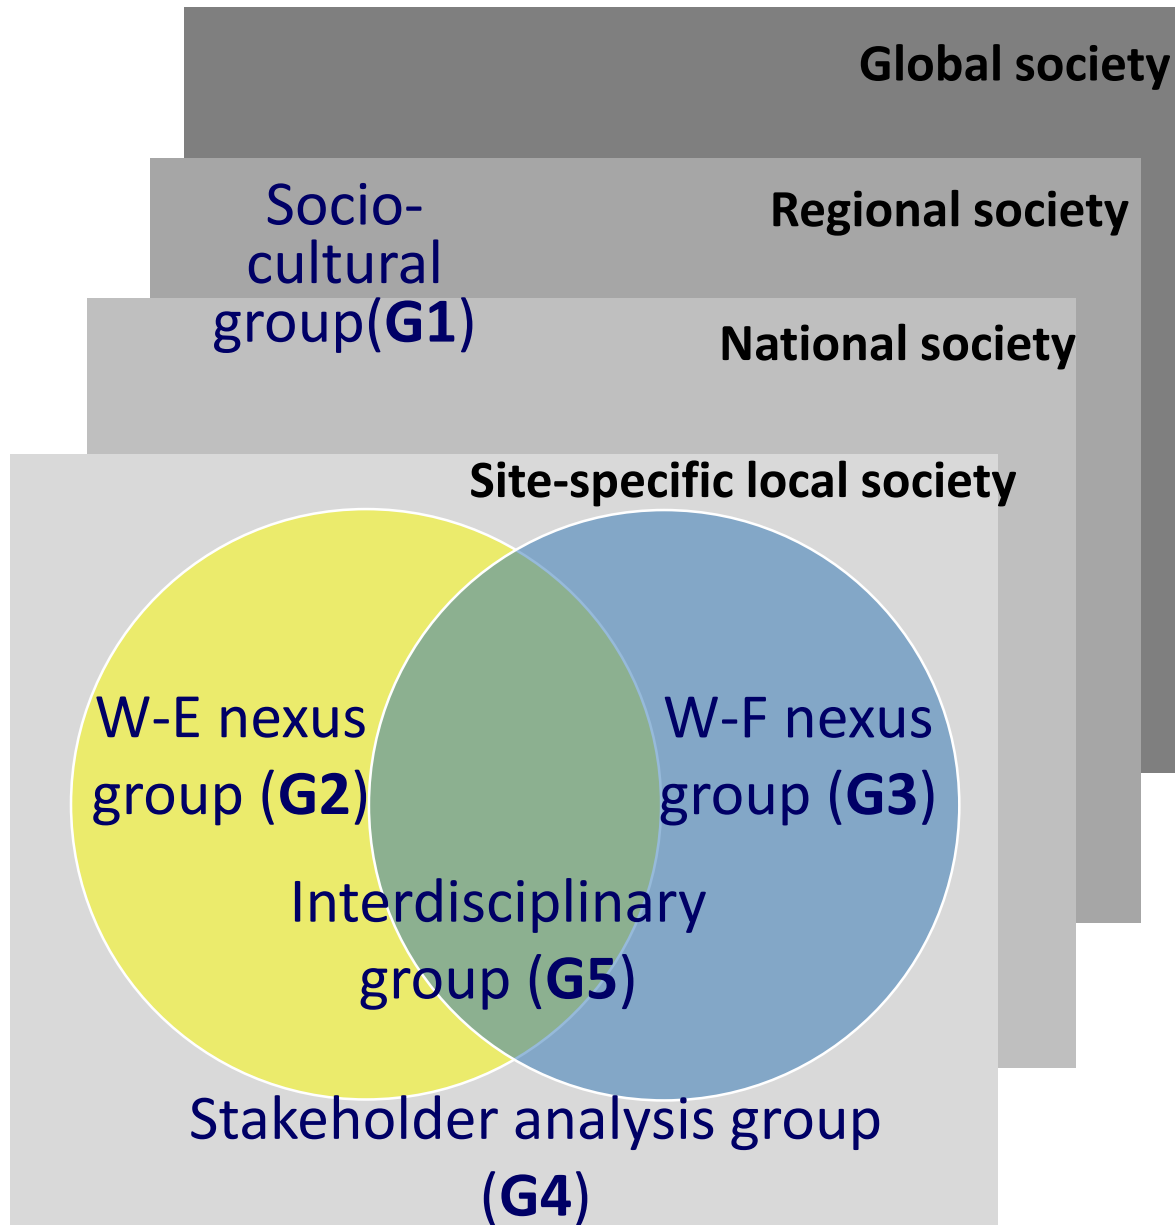 Global society
Regional society
Socio-
cultural
group(G1)
National society
Site-specific local society
W-E nexus
group (G2)
W-F nexus
group (G3)
Interdisciplinary
group (G5)
Stakeholder analysis group
(G4)